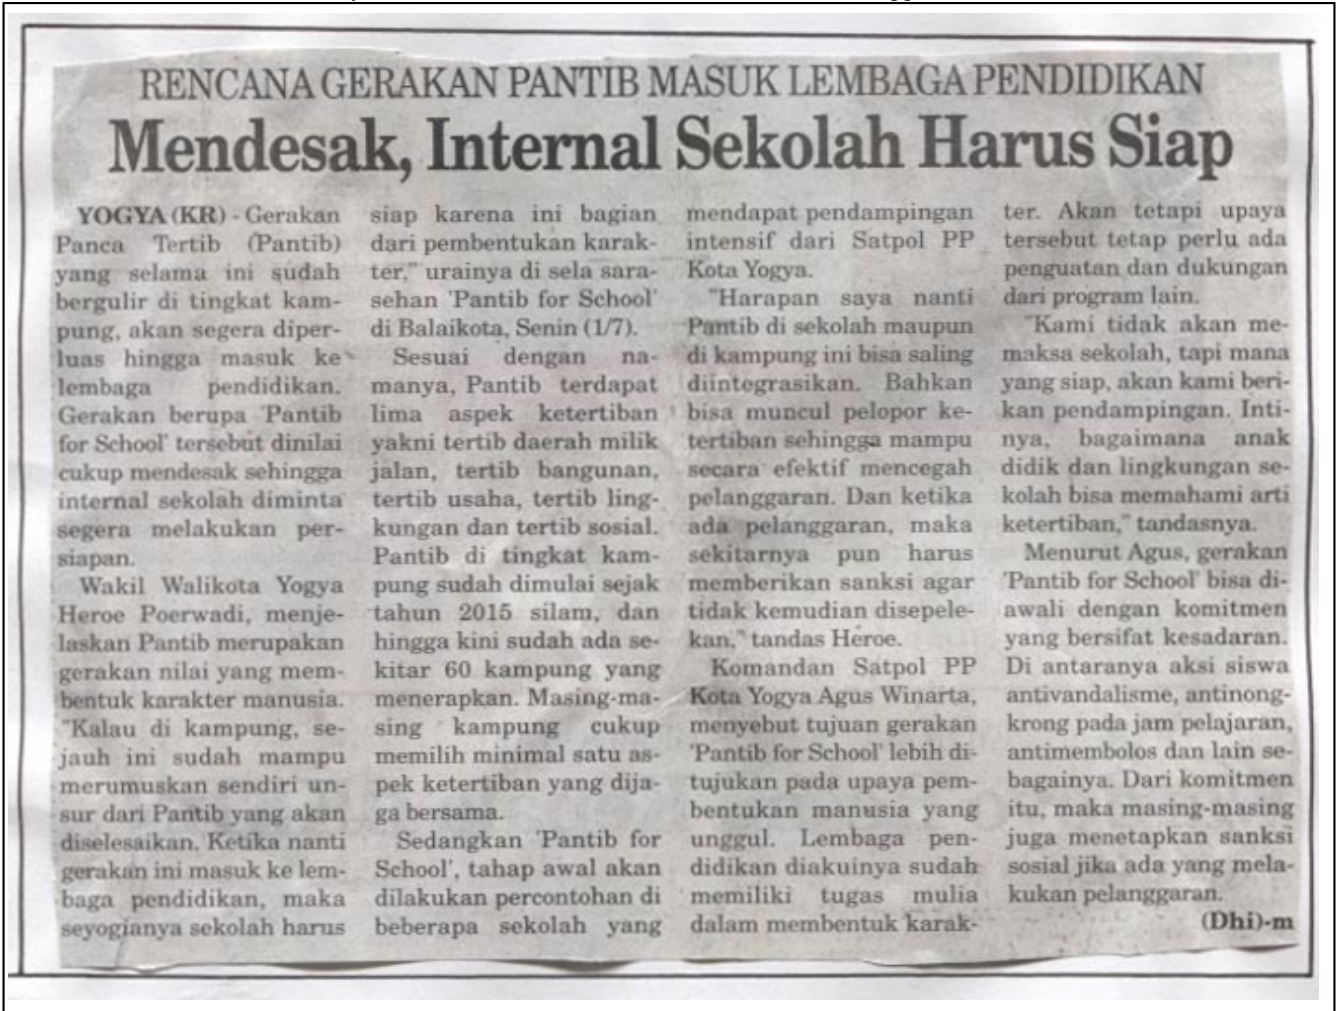 RENCANA GERAKAN PANTIB MASUK LEMBAGA PENDIDIKAN
Mendesak, Internal Sekolah Harus Siap
YOGYA (KR) - Gerakan
Panca Tertib (Pantib)
yang selama ini sudah
bergulir di tingkat kam-
pung, akan segera diper-
luas hingga masuk ke
lembaga pendidikan.
Gerakan berupa 'Pantib
for School' tersebut dinilai
cukup mendesak sehingga
internal sekolah diminta
segera melakukan per-
siapan.
Wakil Walikota Yogya
Heroe Poerwadi, menje-
laskan Pantib merupakan
gerakan nilai yang mem-
bentuk karakter manusia.
"Kalau di kampung, se-
jauh ini sudah mampu
merumuskan sendiri un-
sur dari Pantib yang akan
diselesaikan. Ketika nanti
gerakan ini masuk ke lem-
baga pendidikan, maka
seyogianya sekolah harus
siap karena ini bagian
dari pembentukan karak-
ter," urainya di sela sara-
sehan 'Pantib for School'
di Balaikota, Senin (1/7).
Sesuai dengan na-
manya, Pantib terdapat
lima aspek ketertiban
yakni tertib daerah milik
jalan, tertib bangunan,
tertib usaha, tertib ling-
kungan dan tertib sosial.
Pantib di tingkat kam-
pung sudah dimulai sejak
tahun 2015 silam, dan
hingga kini sudah ada se-
kitar 60 kampung yang
menerapkan. Masing-ma-
sing kampung cukup
memilih minimal satu as-
pek ketertiban yang dija-
ga bersama.
Sedangkan 'Pantib for
School', tahap awal akan
dilakukan percontohan di
beberapa sekolah yang
mendapat pendampingan
intensif dari Satpol PP
Kota Yogya.
"Harapan saya nanti
Pantib di sekolah maupun
di kampung ini bisa saling
diintegrasikan. Bahkan
bisa muncul pelopor ke-
tertiban sehingga mampu
secara efektif mencegah
pelanggaran. Dan ketika
ada pelanggaran, maka
sekitarnya pun harus
memberikan sanksi agar
tidak kemudian disepele-
kan," tandas Heroe.
Komandan Satpol PP
Kota Yogya Agus Winarta,
menyebut tujuan gerakan
'Pantib for School' lebih di-
tujukan pada upaya pem-
bentukan manusia yang
unggul. Lembaga pen-
didikan diakuinya sudah
memiliki tugas mulia
dalam membentuk karak-
ter. Akan tetapi upaya
tersebut tetap perlu ada
penguatan dan dukungan
dari program lain.
"Kami tidak akan me-
maksa sekolah, tapi mana
yang siap, akan kami beri-
kan pendampingan. Inti-
nya, bagaimana anak
didik dan lingkungan se-
kolah bisa memahami arti
ketertiban," tandasnya.
Menurut Agus, gerakan
'Pantib for School' bisa di-
awali dengan komitmen
yang bersifat kesadaran.
Di antaranya aksi siswa
antivandalisme, antinong-
krong pada jam pelajaran,
antimembolos dan lain se-
bagainya. Dari komitmen
itu, maka masing-masing
juga menetapkan sanksi
sosial jika ada yang mela-
kukan pelanggaran.
(Dhi)-m